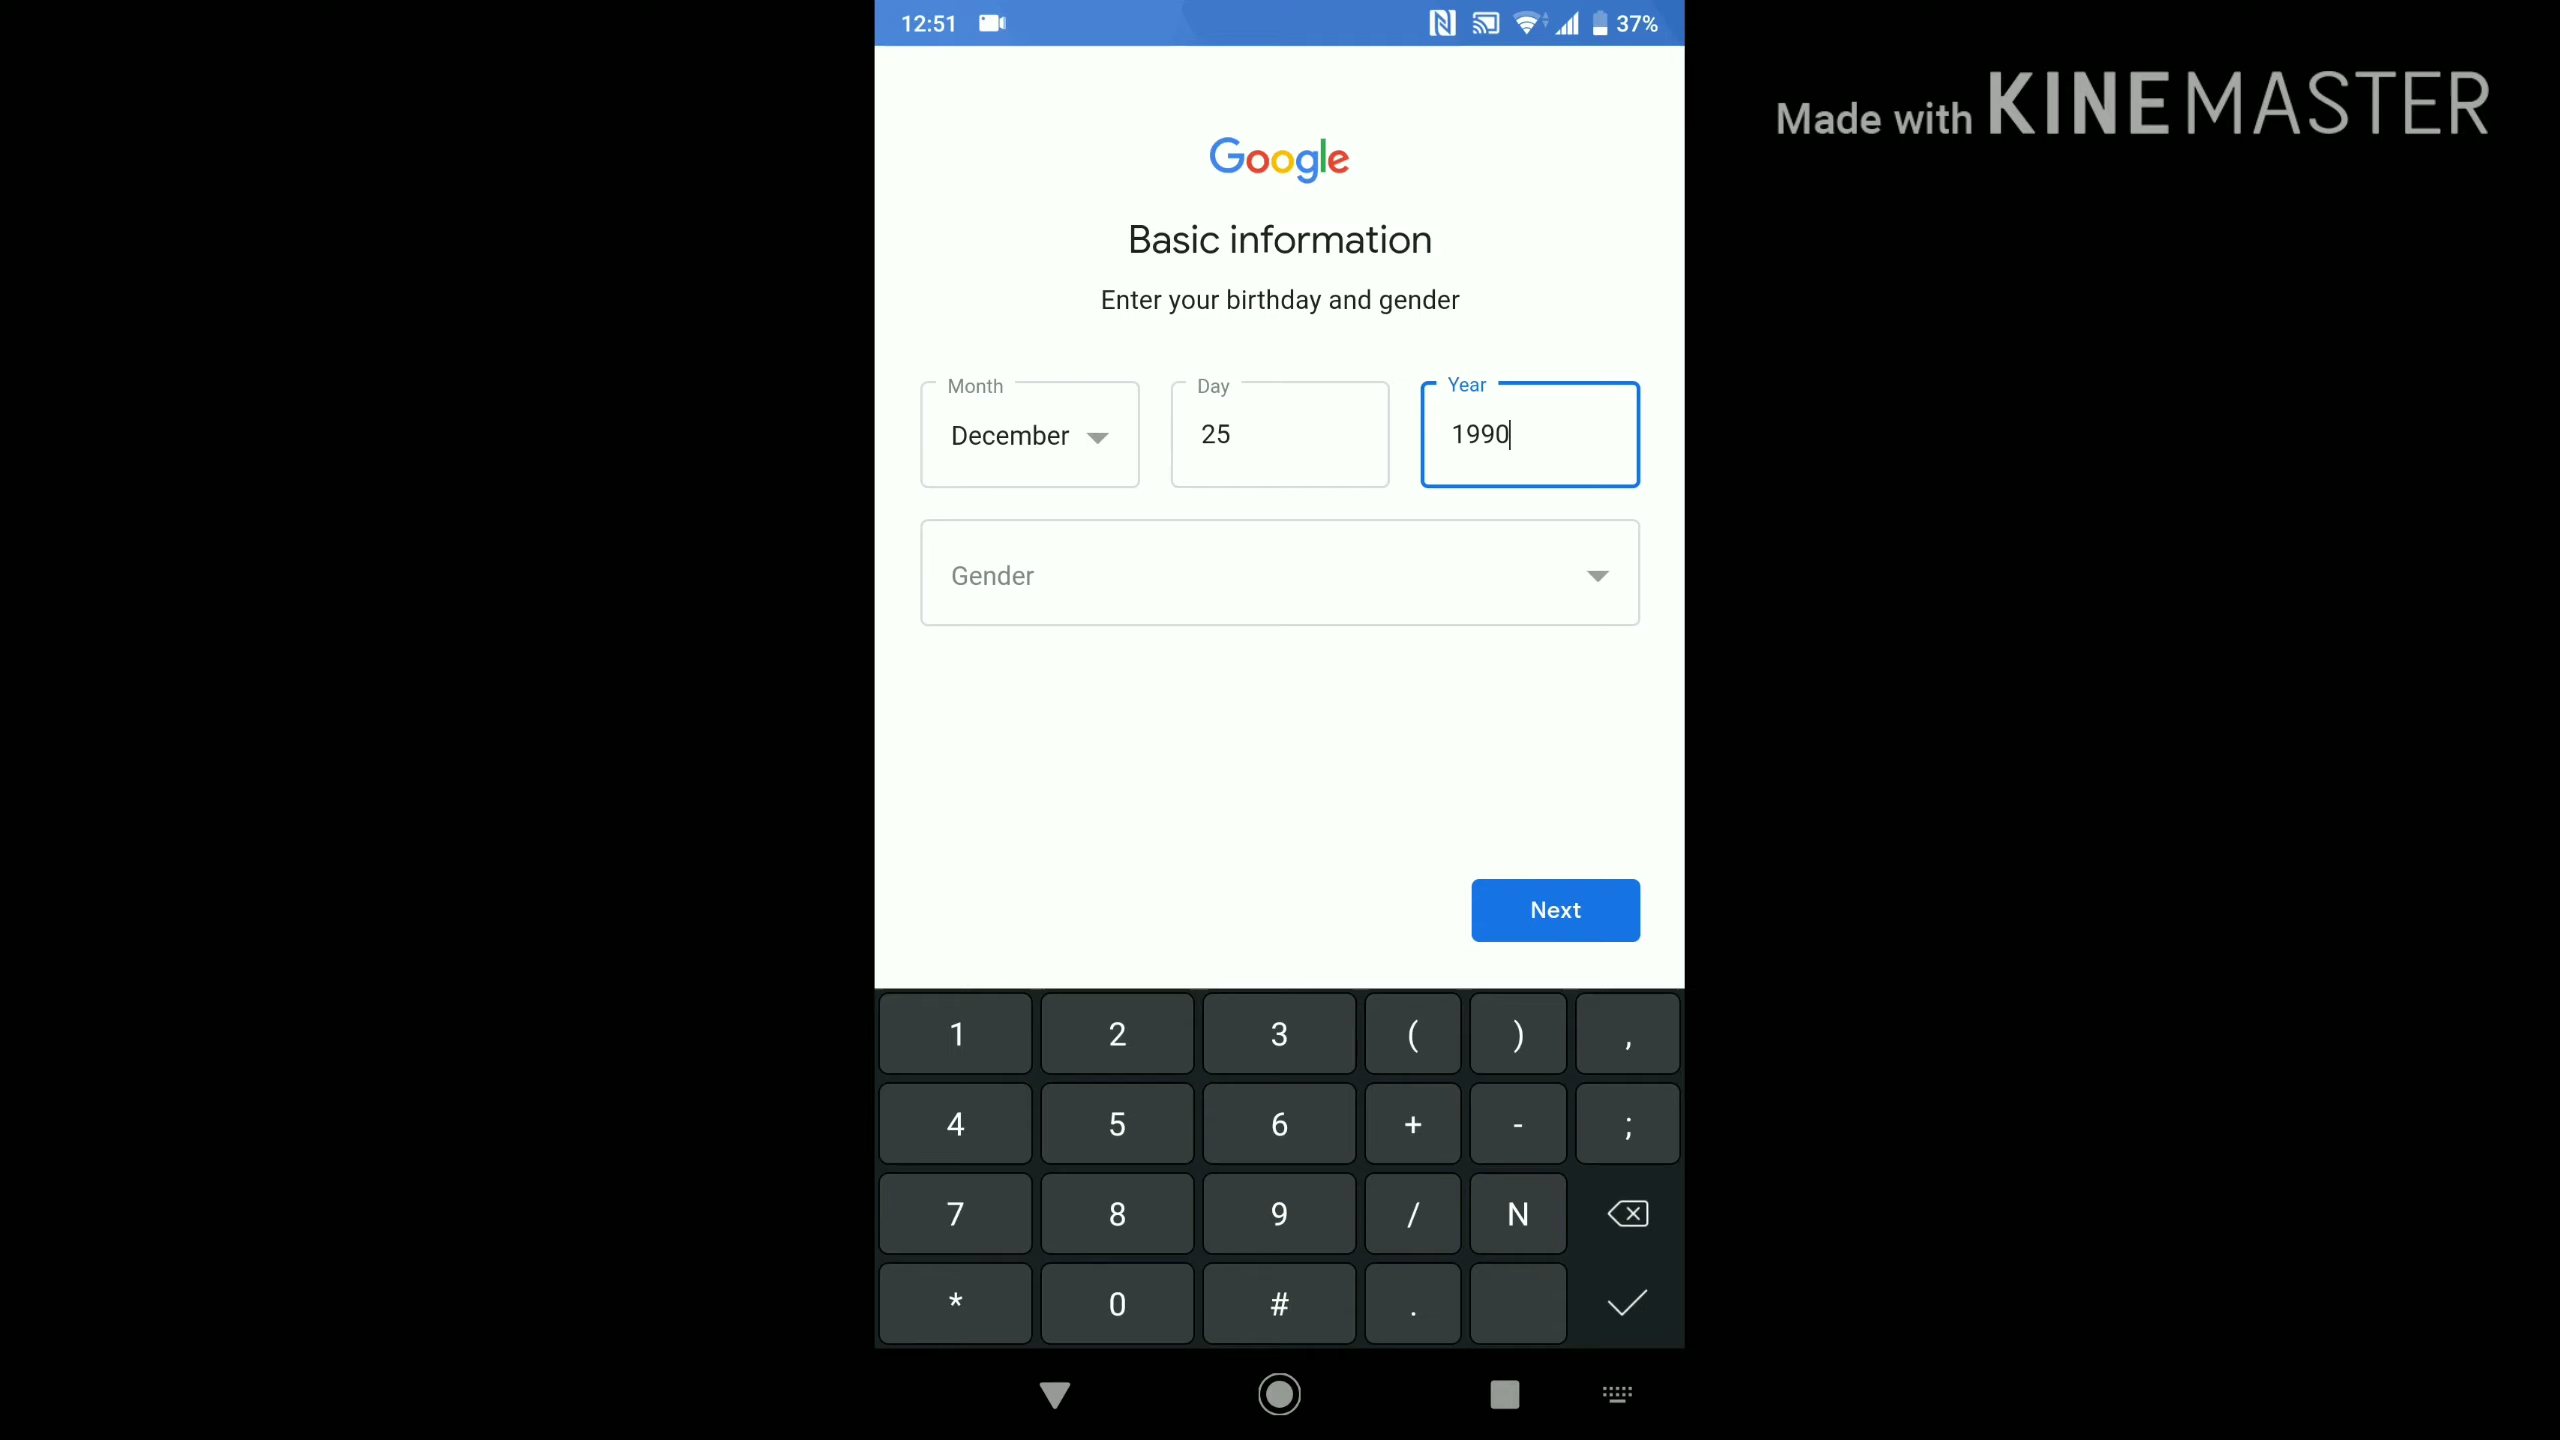 12:51 37%
Made with KINEMASTER
Google
Basic information
Enter your birthday and gender
Month Day Year
December 25 1990
Gender
Next
1 2 3 ( ) ,
4 5 6 + - ;
7 8 9 / N
* 0 # .